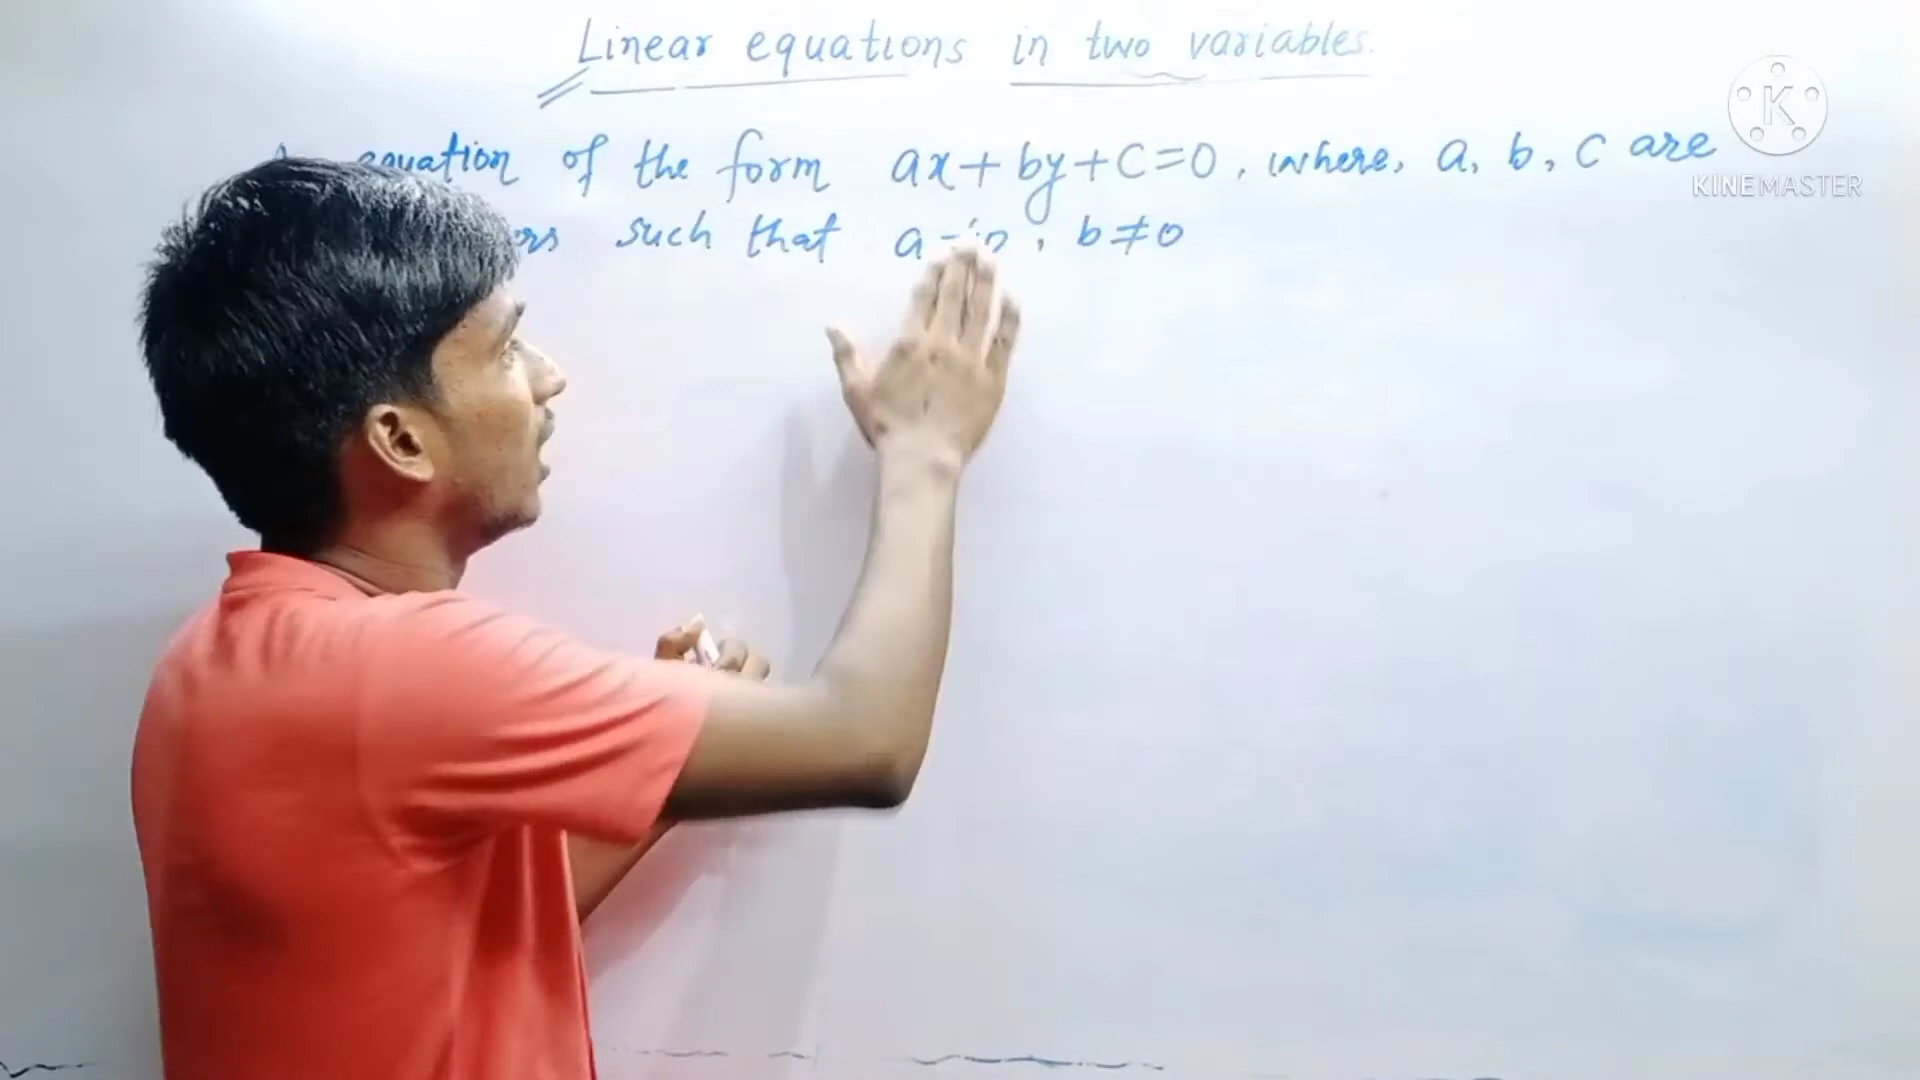 Linear equations in two variables.
equation of the form ax+by+c=0, where, a, b, c are
such that a , b≠0
KINEMASTER